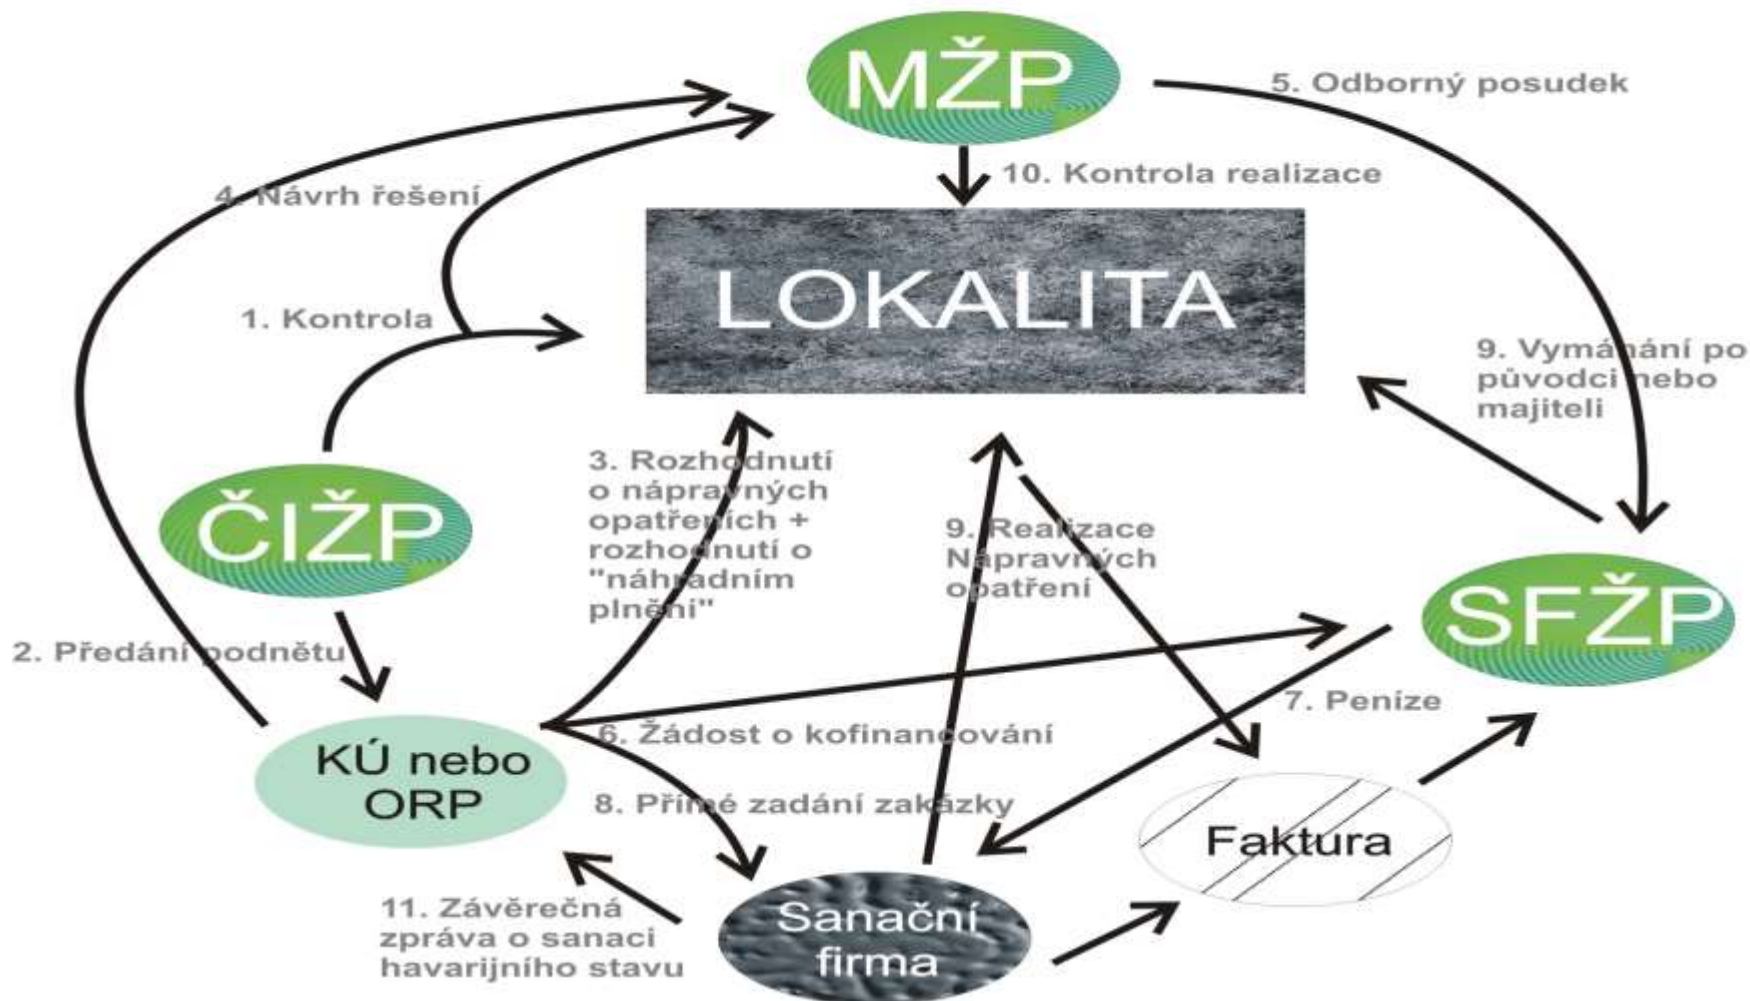 MŽP
5. Odborný posudek
10. Kontrola realizace
4. Návrh řešení
LOKALITA
1. Kontrola
9. Vymáhání po
původci nebo
majiteli
3. Rozhodnutí
o nápravných
opatřeních +
rozhodnutí o
"náhradním
plnění"
ČIŽP
9. Realizace
Nápravných
opatření
SFŽP
2. Předání podnětu
7. Peníze
KÚ nebo
ORP
6. Žádost o kofinancování
8. Přímé zadání zakázky
Faktura
11. Závěrečná
zpráva o sanaci
havarijního stavu
Sanační
firma